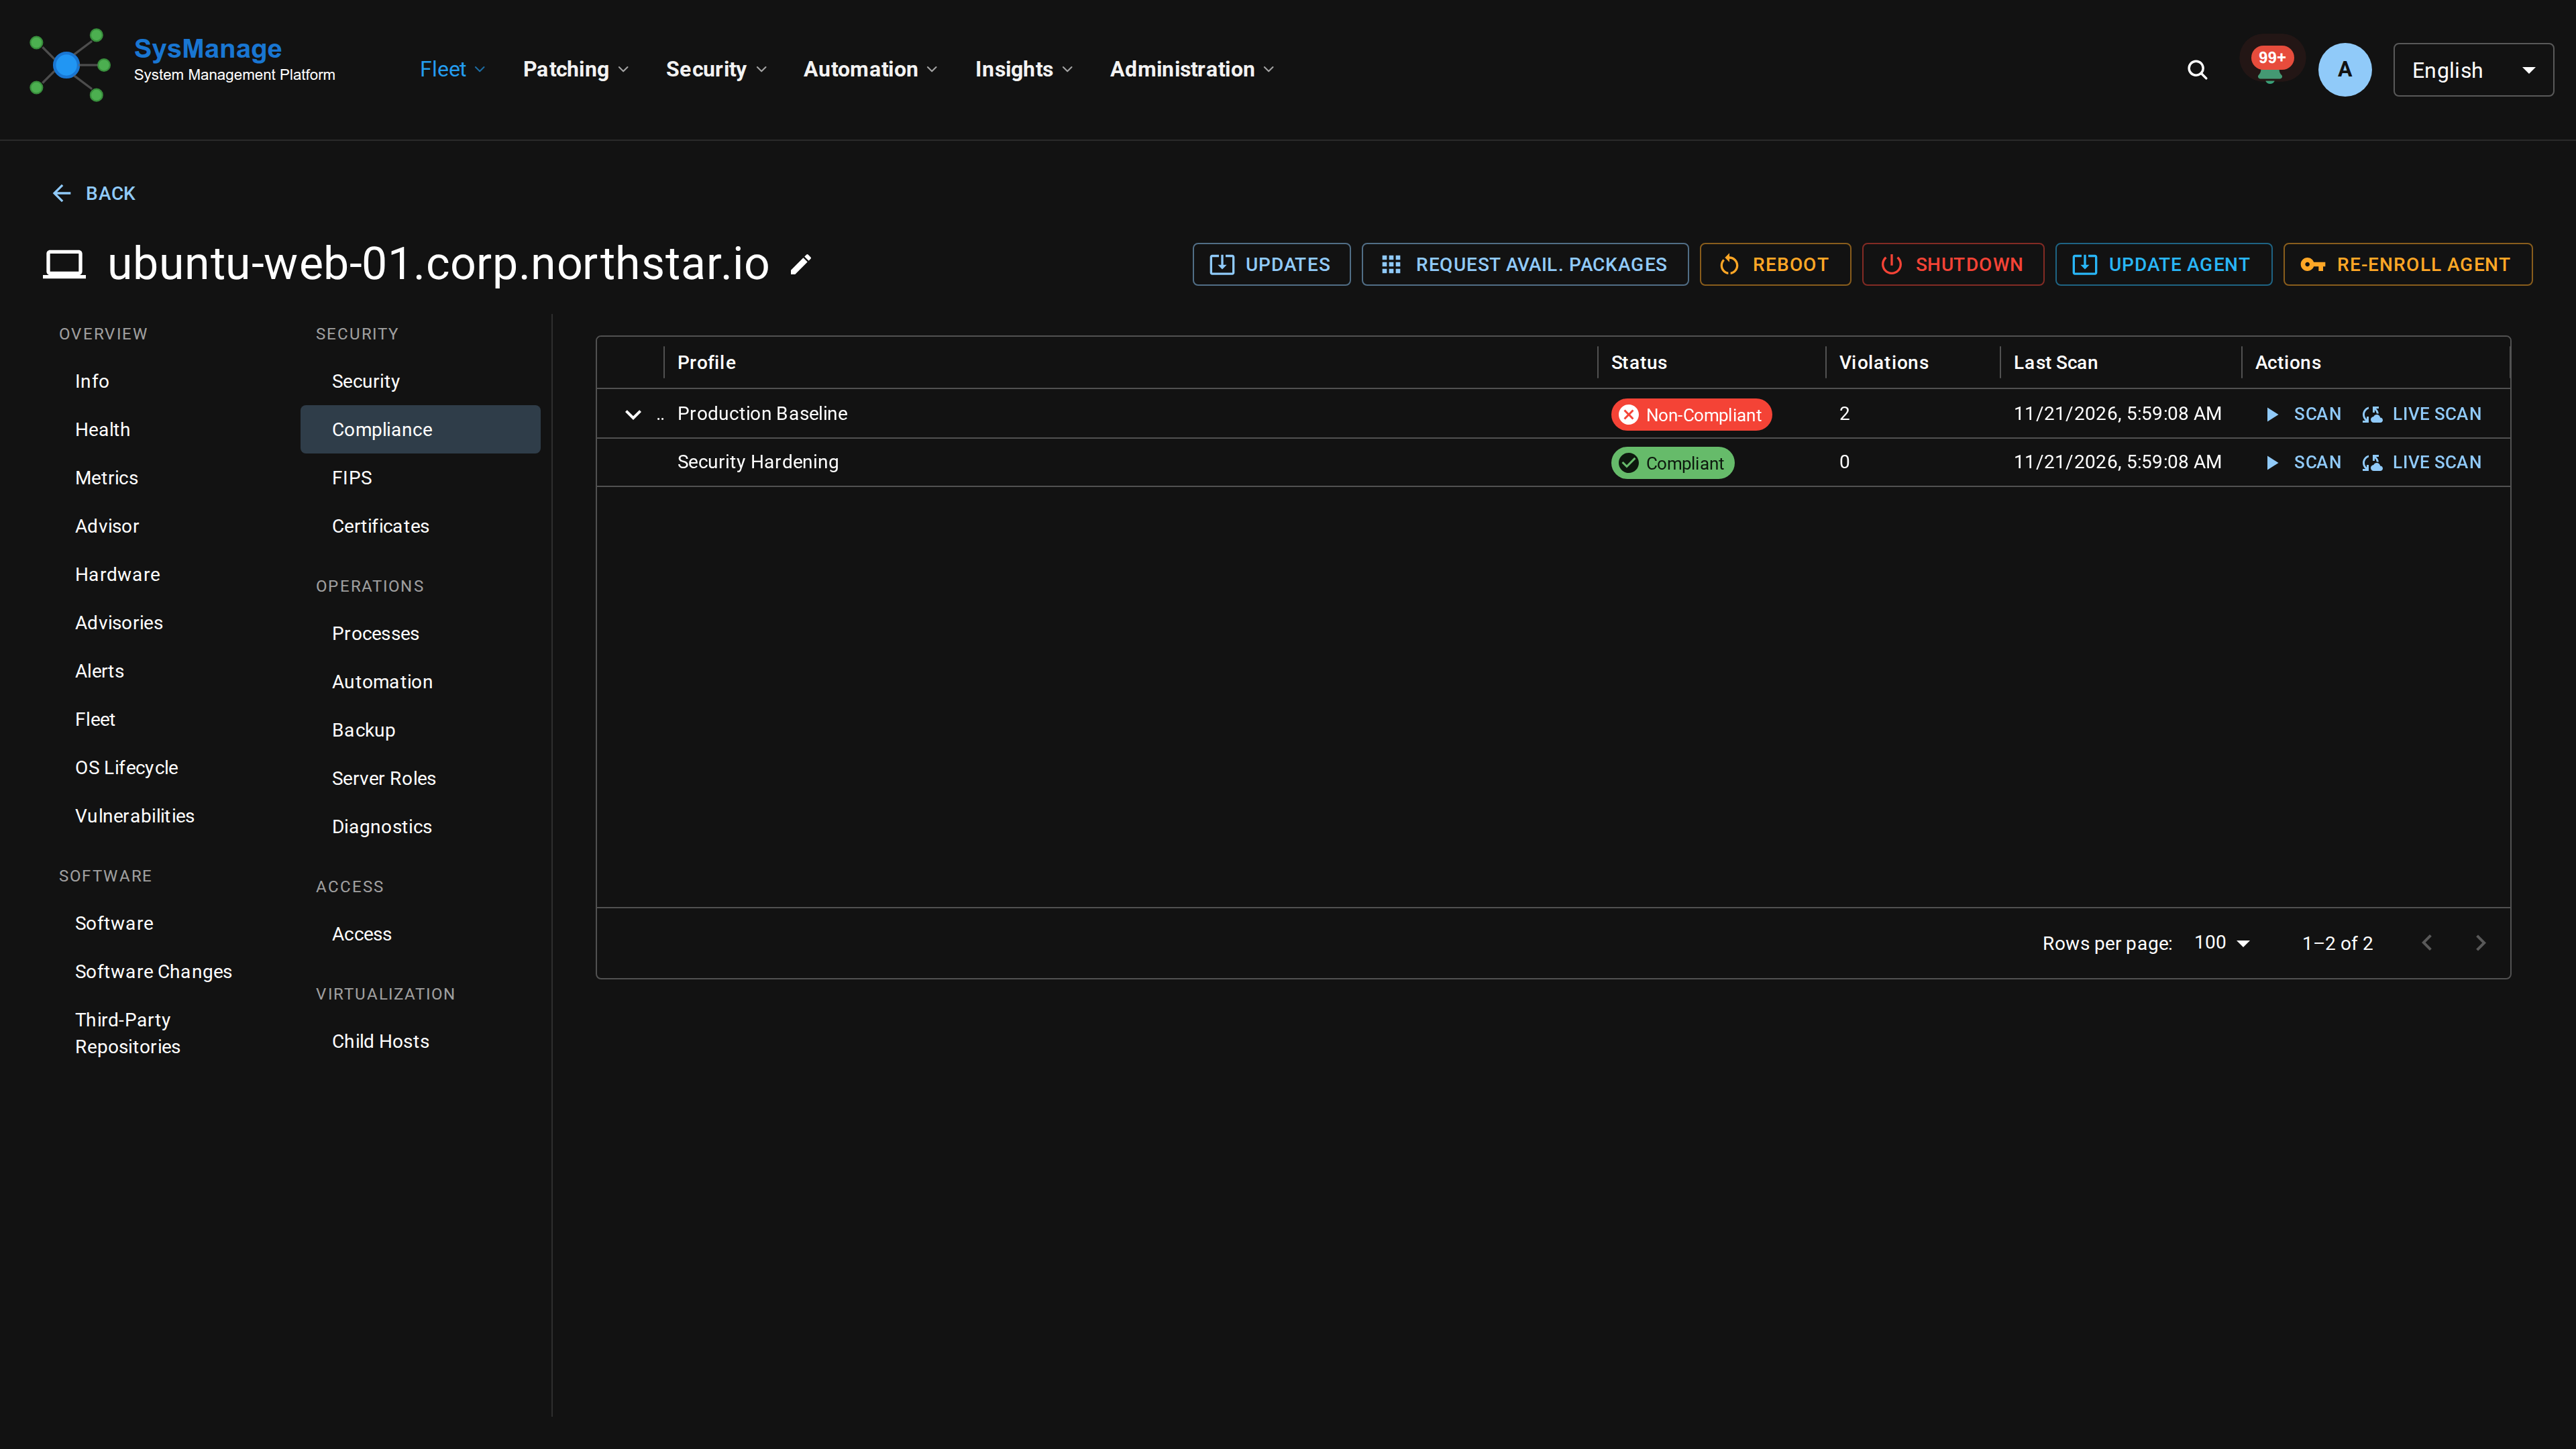 SysManage
System Management Platform
Fleet
Patching
Security
Automation
Insights
Administration
99+
A
English
BACK
ubuntu-web-01.corp.northstar.io
UPDATES
REQUEST AVAIL. PACKAGES
REBOOT
SHUTDOWN
UPDATE AGENT
RE-ENROLL AGENT
OVERVIEW
Info
Health
Metrics
Advisor
Hardware
Advisories
Alerts
Fleet
OS Lifecycle
Vulnerabilities
SOFTWARE
Software
Software Changes
Third-Party
Repositories
SECURITY
Security
Compliance
FIPS
Certificates
OPERATIONS
Processes
Automation
Backup
Server Roles
Diagnostics
ACCESS
Access
VIRTUALIZATION
Child Hosts
Profile Status Violations Last Scan Actions
.. Production Baseline Non-Compliant 2 11/21/2026, 5:59:08 AM SCAN LIVE SCAN
Security Hardening Compliant 0 11/21/2026, 5:59:08 AM SCAN LIVE SCAN
Rows per page: 100 1–2 of 2